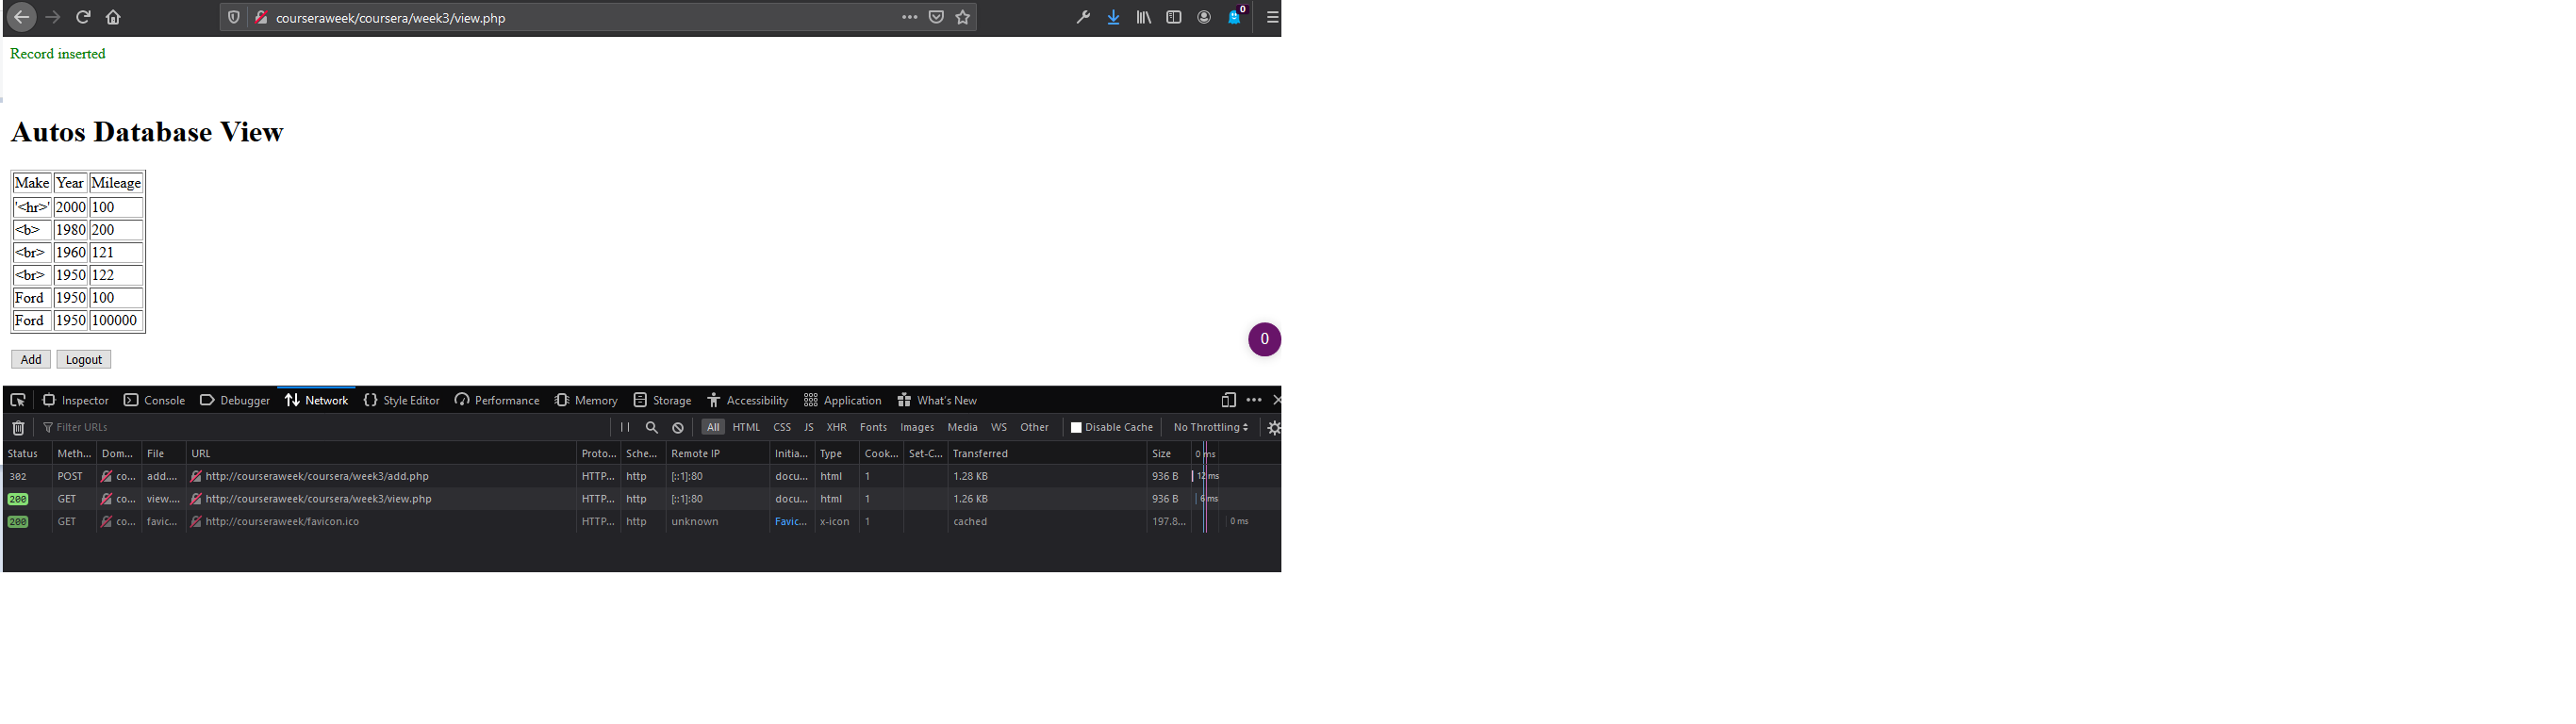 courseraweek/coursera/week3/view.php
0
Record inserted
Autos Database View
Make Year Mileage
'<hr>' 2000 100
<b> 1980 200
<br> 1960 121
<br> 1950 122
Ford 1950 100
Ford 1950 100000
0
Add Logout
Inspector Console Debugger Network Style Editor Performance Memory Storage Accessibility Application What's New
Filter URLs All HTML CSS JS XHR Fonts Images Media WS Other Disable Cache No Throttling
Status Meth... Dom... File URL Proto... Sche... Remote IP Initia... Type Cook... Set-C... Transferred Size 0 ms
302 POST co... add.... http://courseraweek/coursera/week3/add.php HTTP... http [::1]:80 docu... html 1 1.28 KB 936 B 12 ms
200 GET co... view.... http://courseraweek/coursera/week3/view.php HTTP... http [::1]:80 docu... html 1 1.26 KB 936 B 6 ms
200 GET co... favic... http://courseraweek/favicon.ico HTTP... http unknown Favic... x-icon 1 cached 197.8... 0 ms